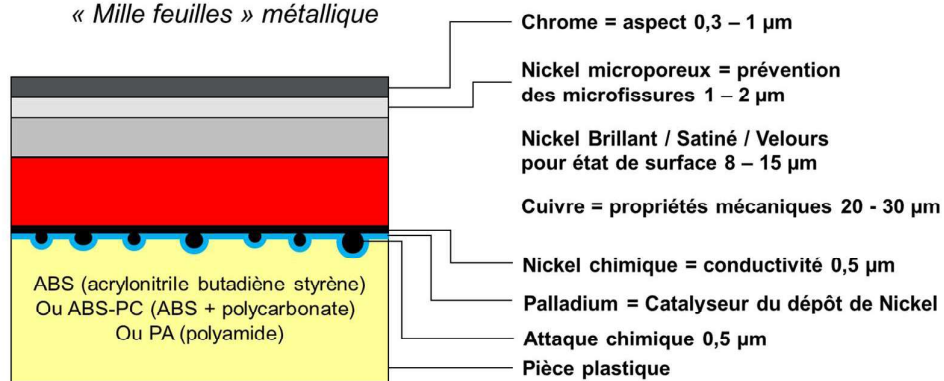 « Mille feuilles » métallique
Chrome = aspect 0,3 – 1 µm
Nickel microporeux = prévention
des microfissures 1 – 2 µm
Nickel Brillant / Satiné / Velours
pour état de surface 8 – 15 µm
Cuivre = propriétés mécaniques 20 - 30 µm
Nickel chimique = conductivité 0,5 µm
Palladium = Catalyseur du dépôt de Nickel
Attaque chimique 0,5 µm
Pièce plastique
ABS (acrylonitrile butadiène styrène)
Ou ABS-PC (ABS + polycarbonate)
Ou PA (polyamide)